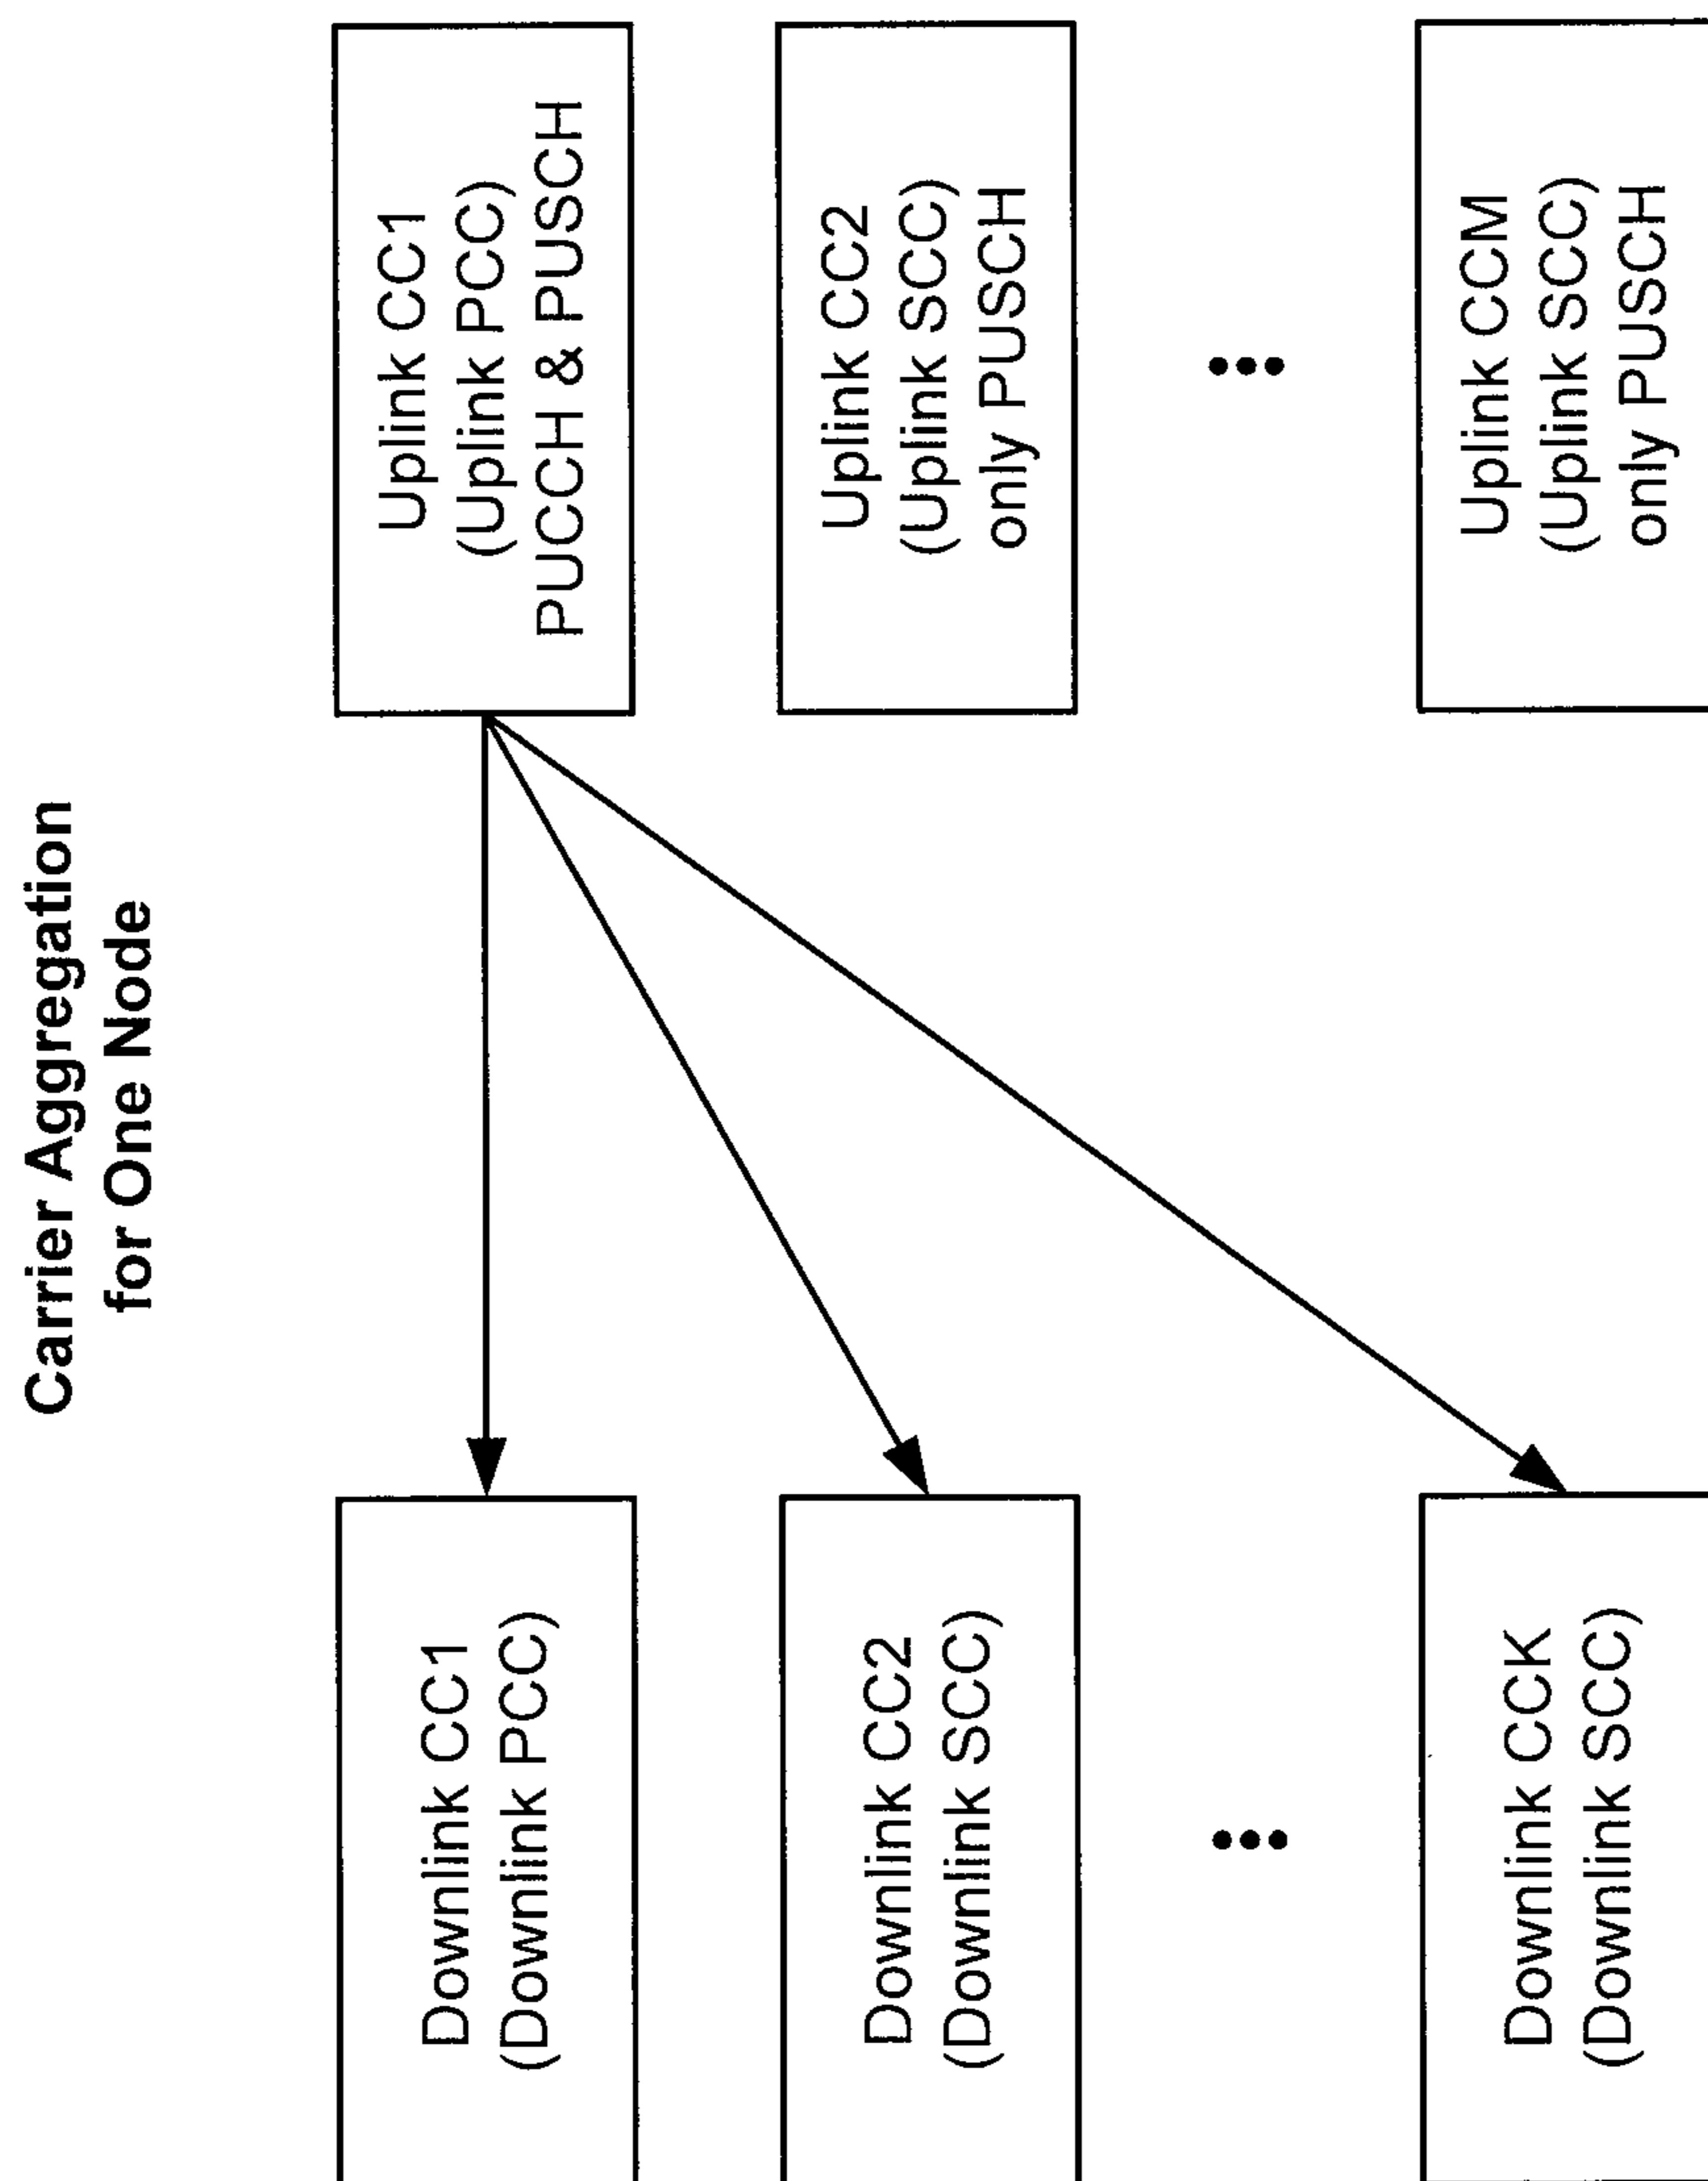 Carrier Aggregation
for One Node
Downlink CC1
(Downlink PCC)
Uplink CC1
(Uplink PCC)
PUCCH & PUSCH
Downlink CC2
(Downlink SCC)
Uplink CC2
(Uplink SCC)
only PUSCH
Downlink CCK
(Downlink SCC)
Uplink CCM
(Uplink SCC)
only PUSCH